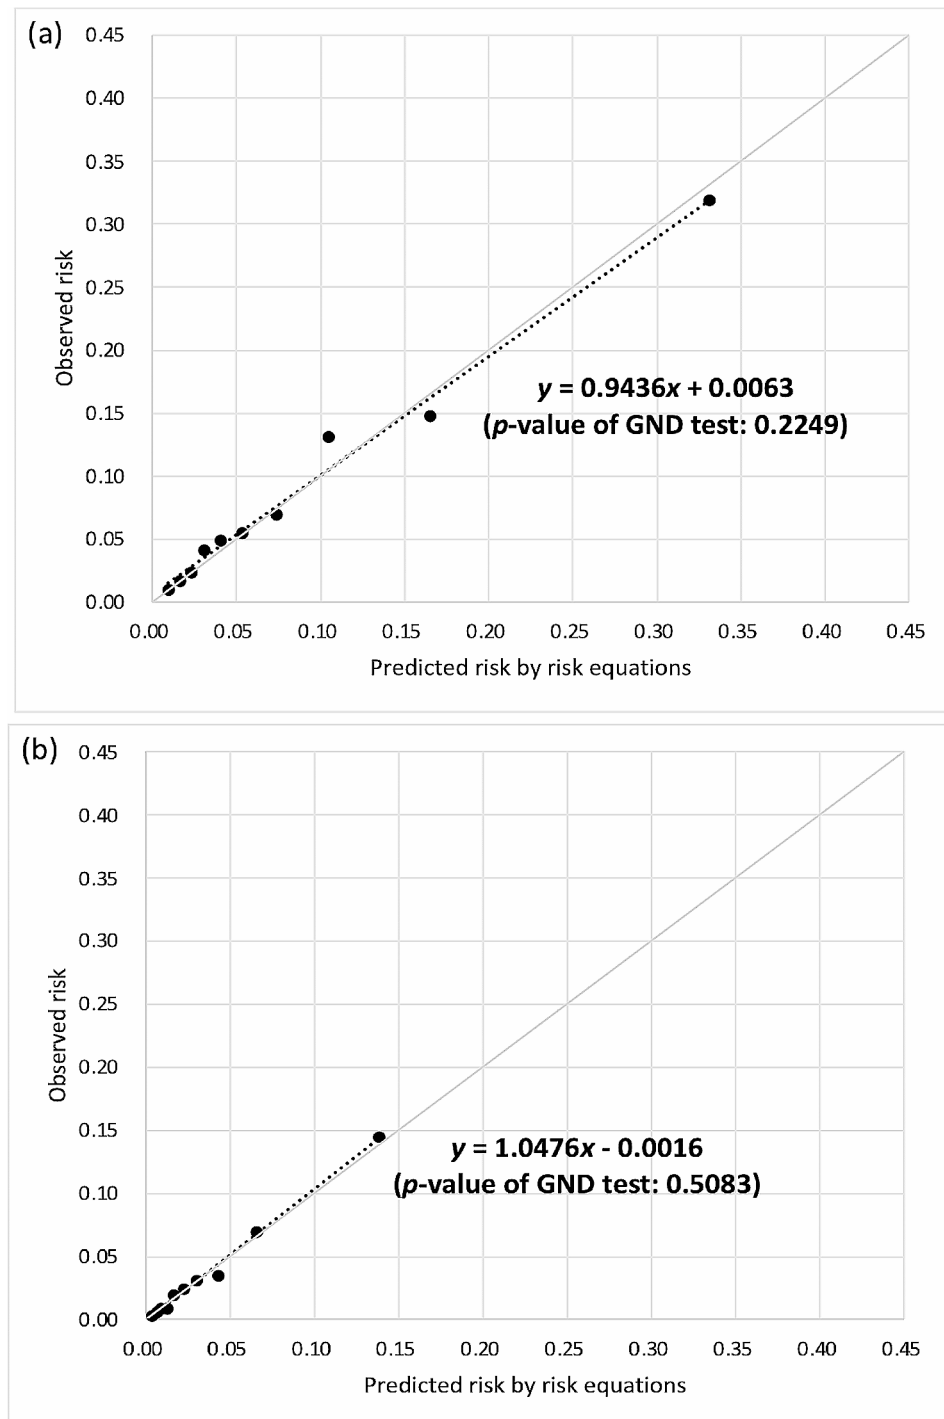 (a)
0.45
0.40
0.35
0.30
0.25
0.20
0.15
0.10
0.05
0.00
Observed risk
y = 0.9436x + 0.0063
(p-value of GND test: 0.2249)
0.00 0.05 0.10 0.15 0.20 0.25 0.30 0.35 0.40 0.45
Predicted risk by risk equations
(b)
0.45
0.40
0.35
0.30
0.25
0.20
0.15
0.10
0.05
0.00
Observed risk
y = 1.0476x - 0.0016
(p-value of GND test: 0.5083)
0.00 0.05 0.10 0.15 0.20 0.25 0.30 0.35 0.40 0.45
Predicted risk by risk equations